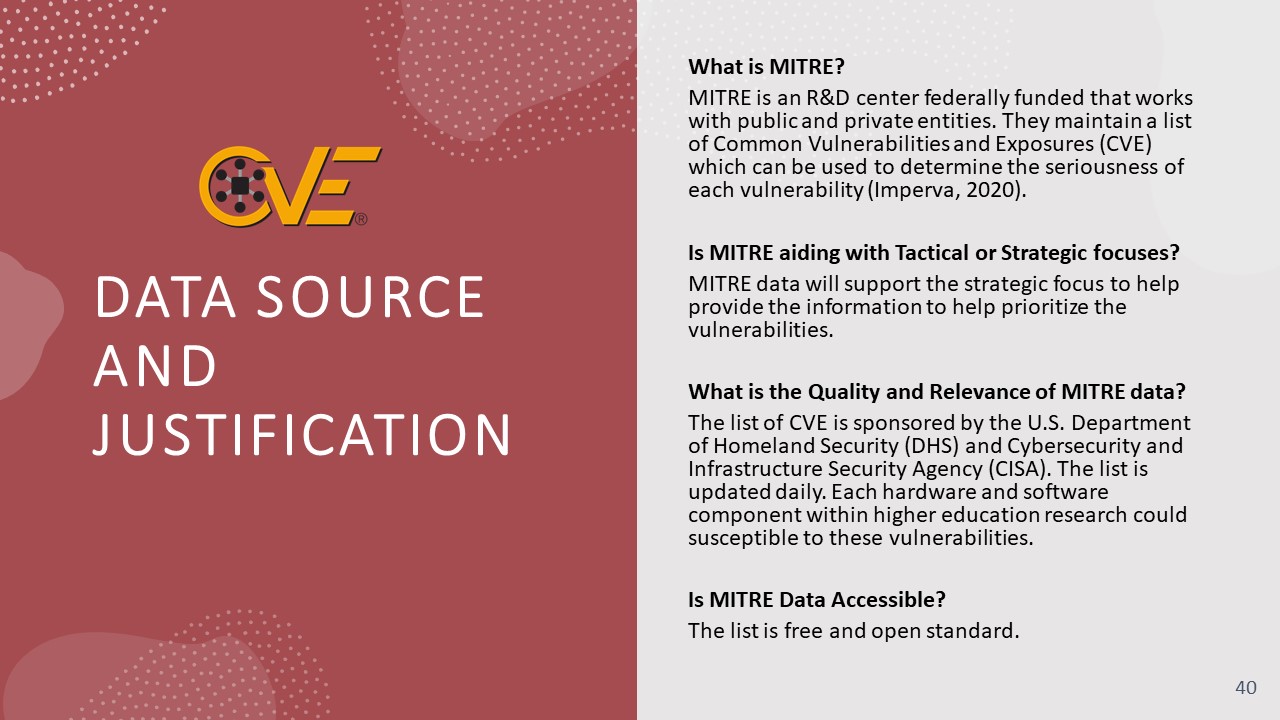 CVE®
DATA SOURCE
AND
JUSTIFICATION
What is MITRE?
MITRE is an R&D center federally funded that works
with public and private entities. They maintain a list
of Common Vulnerabilities and Exposures (CVE)
which can be used to determine the seriousness of
each vulnerability (Imperva, 2020).
Is MITRE aiding with Tactical or Strategic focuses?
MITRE data will support the strategic focus to help
provide the information to help prioritize the
vulnerabilities.
What is the Quality and Relevance of MITRE data?
The list of CVE is sponsored by the U.S. Department
of Homeland Security (DHS) and Cybersecurity and
Infrastructure Security Agency (CISA). The list is
updated daily. Each hardware and software
component within higher education research could
susceptible to these vulnerabilities.
Is MITRE Data Accessible?
The list is free and open standard.
40